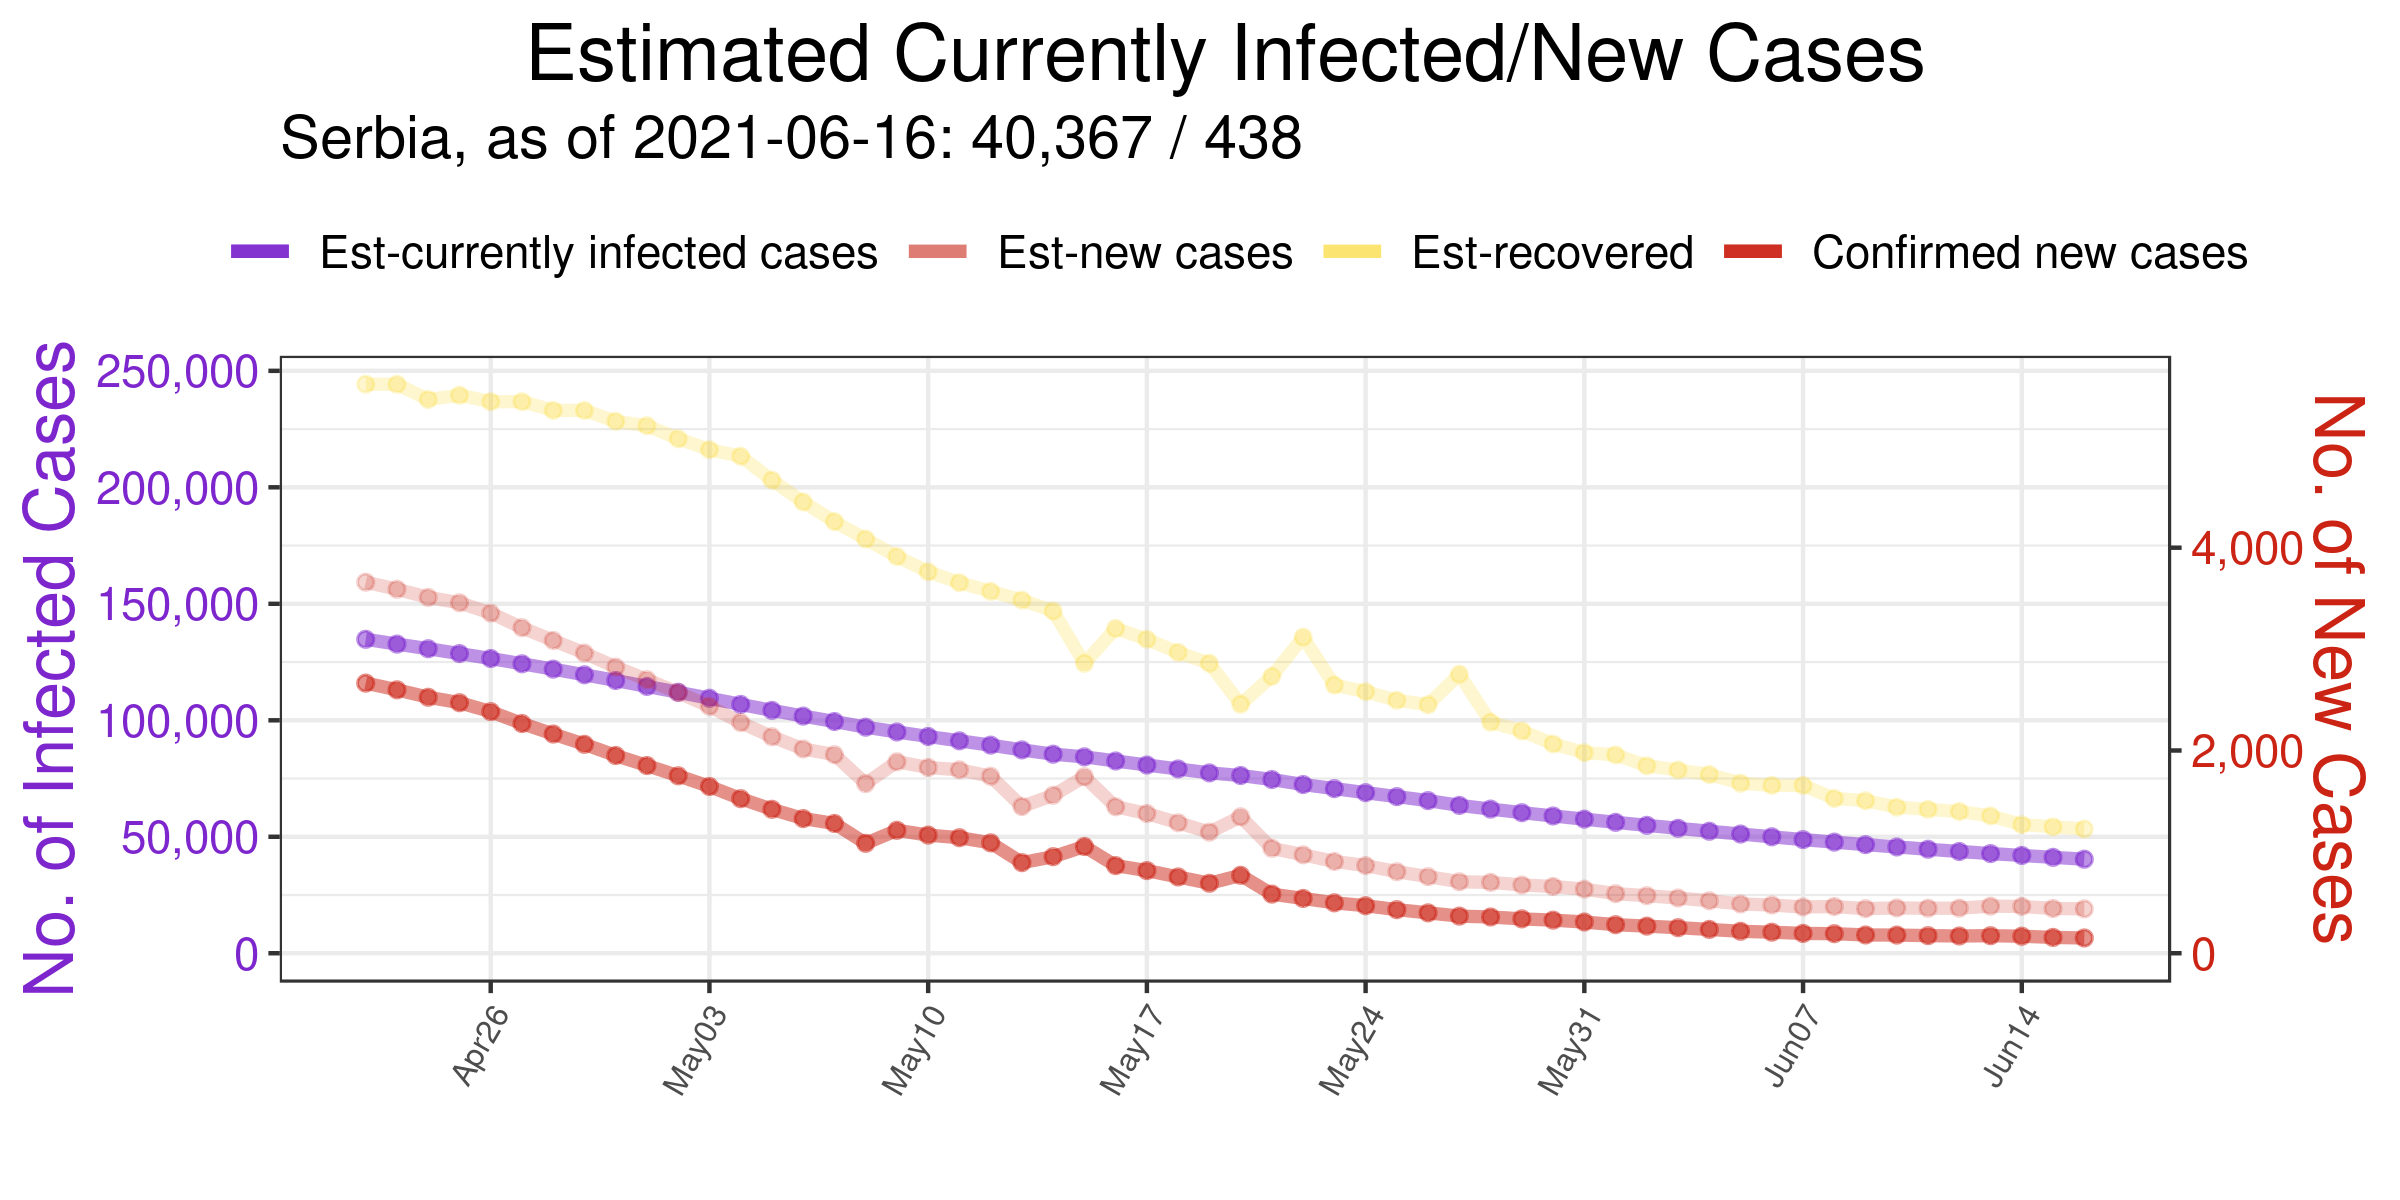 Estimated Currently Infected/New Cases
Serbia, as of 2021-06-16: 40,367 / 438
Est-currently infected cases Est-new cases Est-recovered Confirmed new cases
No. of Infected Cases
250,000
200,000
150,000
100,000
50,000
0
4,000
2,000
0
No. of New Cases
Apr26 May03 May10 May17 May24 May31 Jun07 Jun14